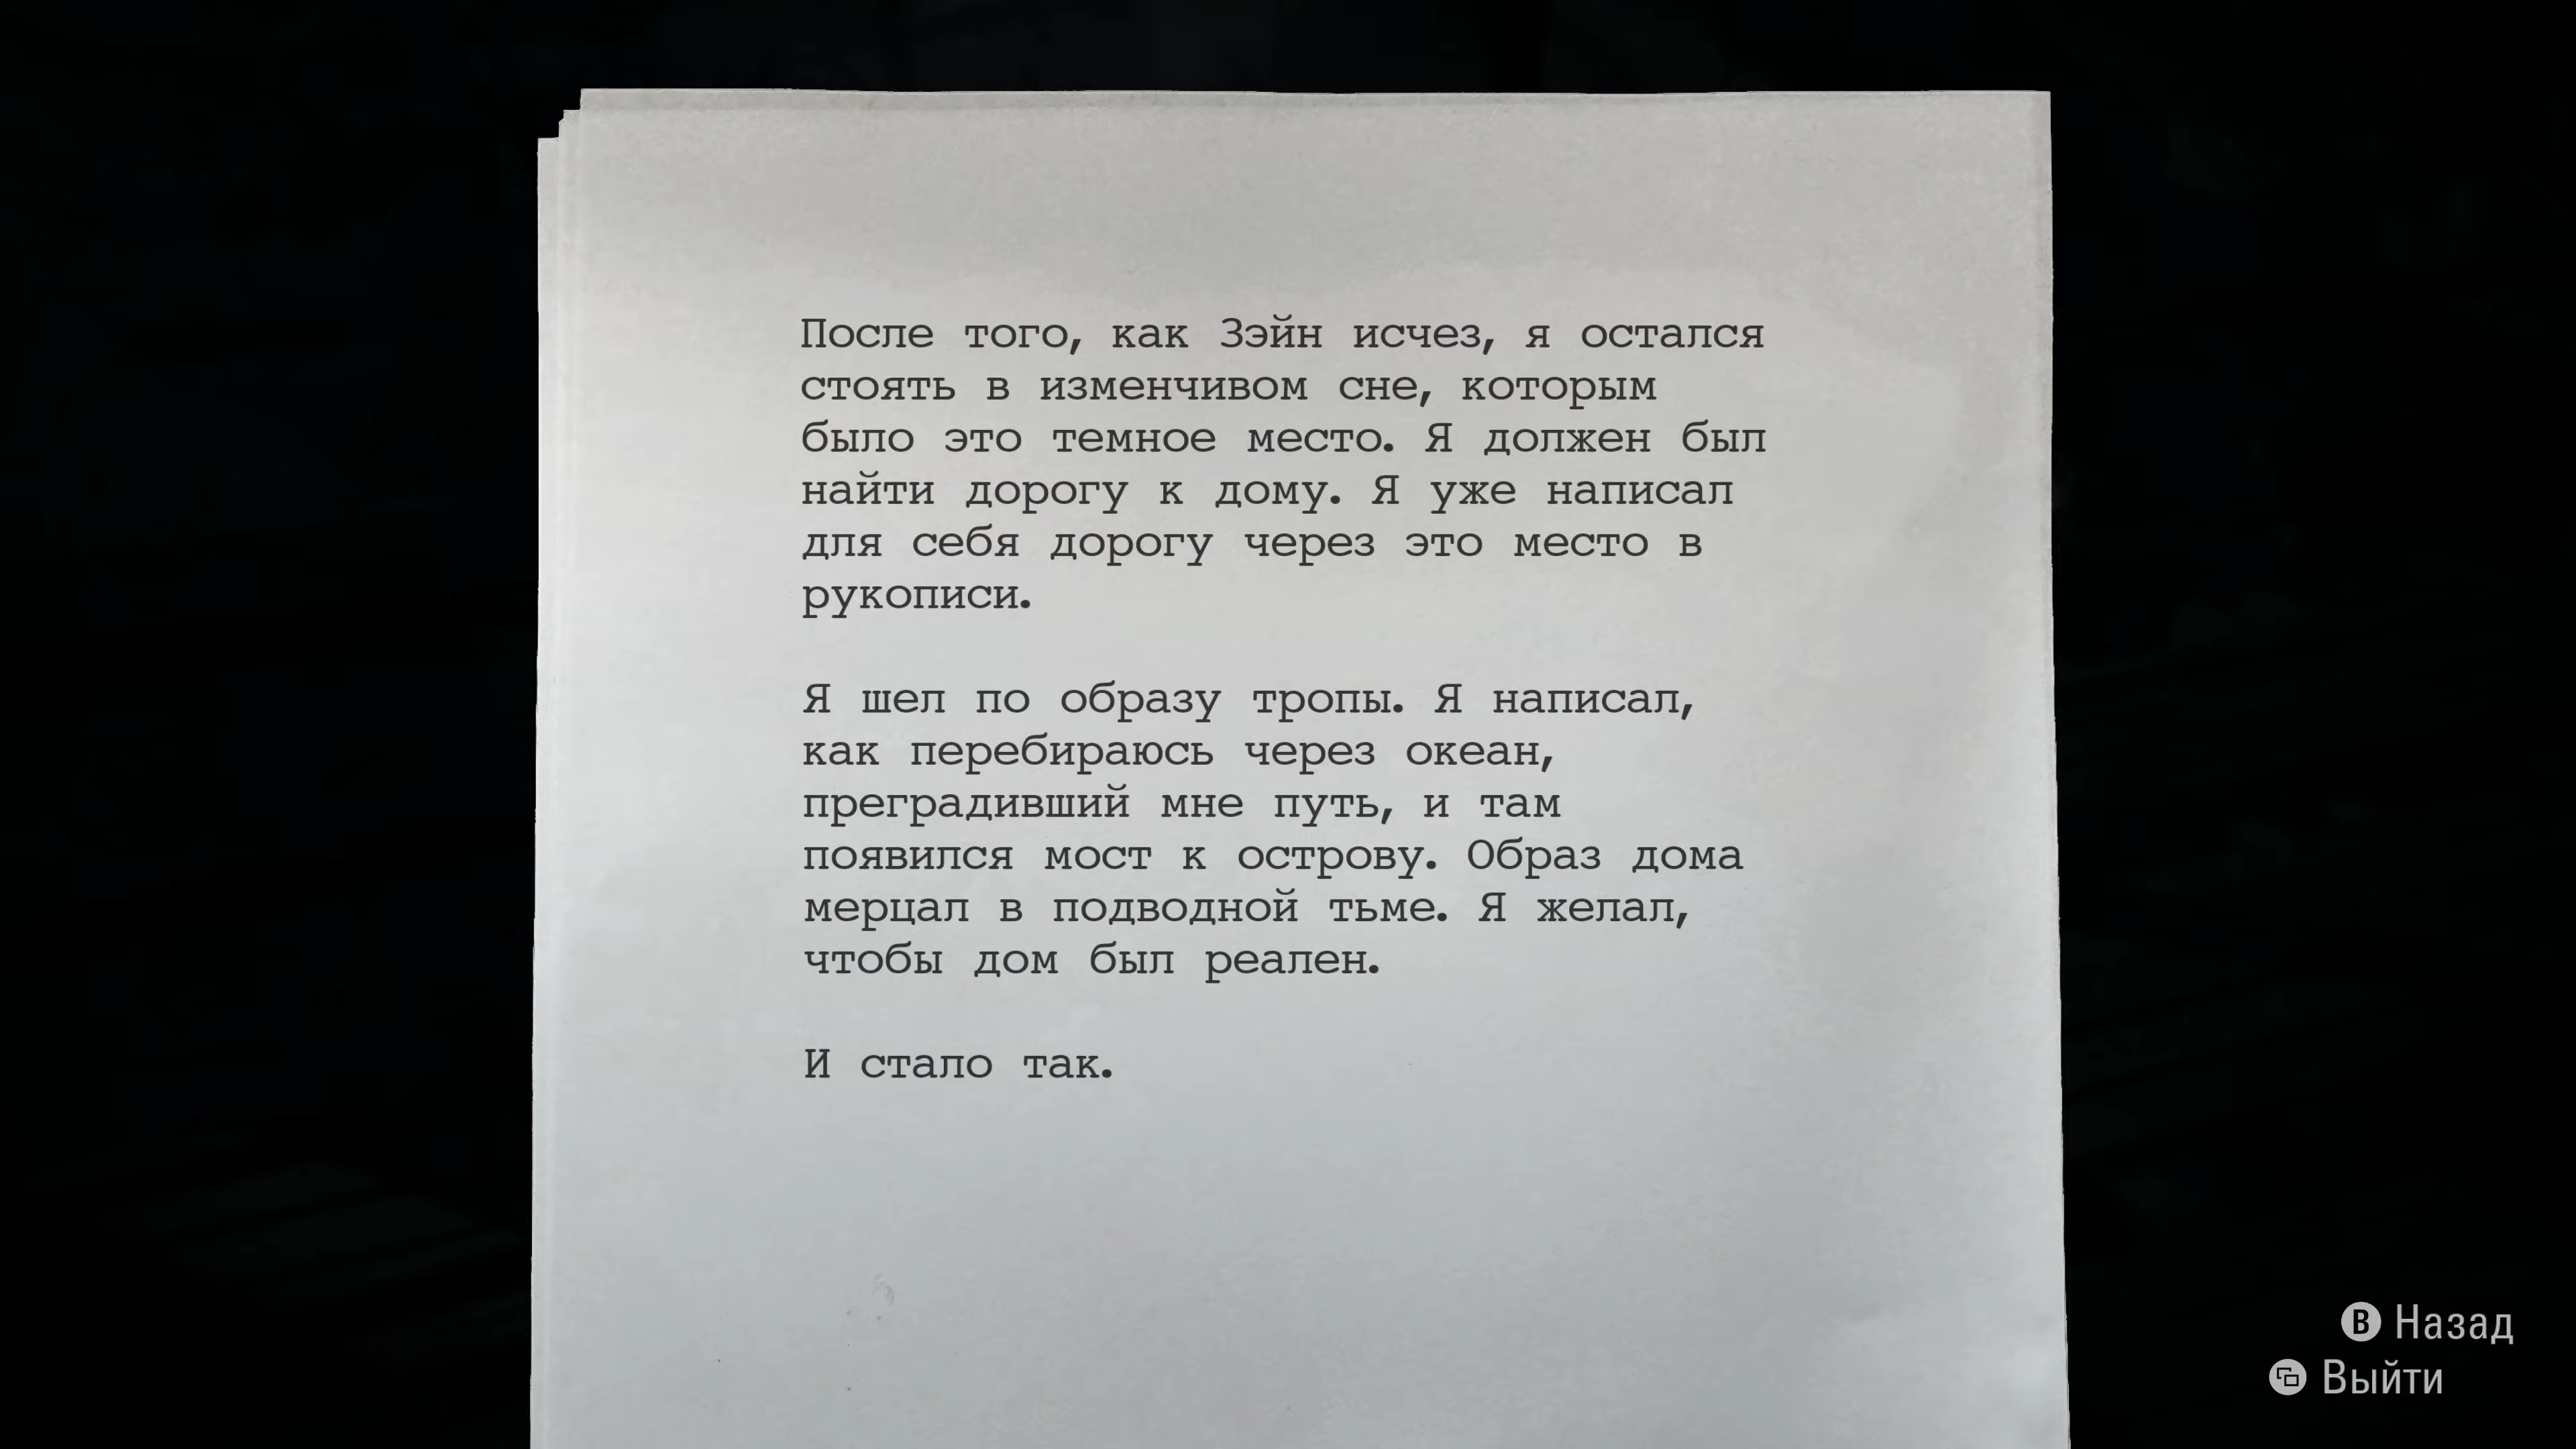 После того, как Зэйн исчез, я остался
стоять в изменчивом сне, которым
было это темное место. Я должен был
найти дорогу к дому. Я уже написал
для себя дорогу через это место в
рукописи.
Я шел по образу тропы. Я написал,
как перебираюсь через океан,
преградивший мне путь, и там
появился мост к острову. Образ дома
мерцал в подводной тьме. Я желал,
чтобы дом был реален.
И стало так.
B Назад
Выйти